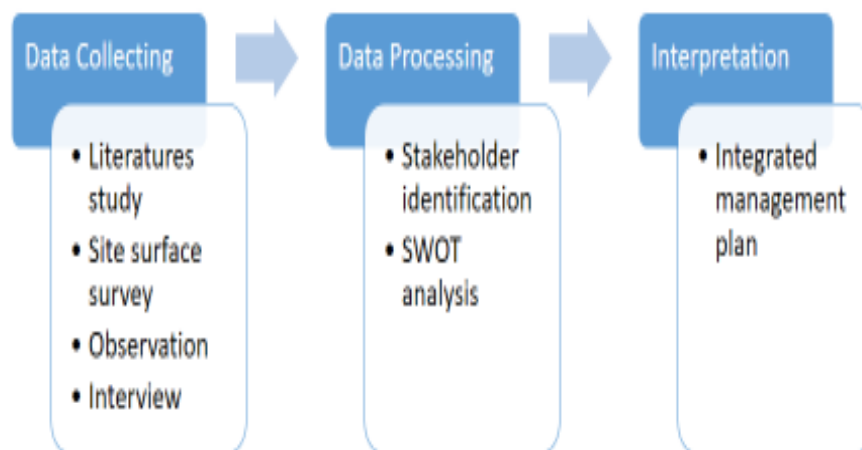 Data Collecting
• Literatures
study
• Site surface
survey
• Observation
• Interview
Data Processing
• Stakeholder
identification
• SWOT
analysis
Interpretation
• Integrated
management
plan